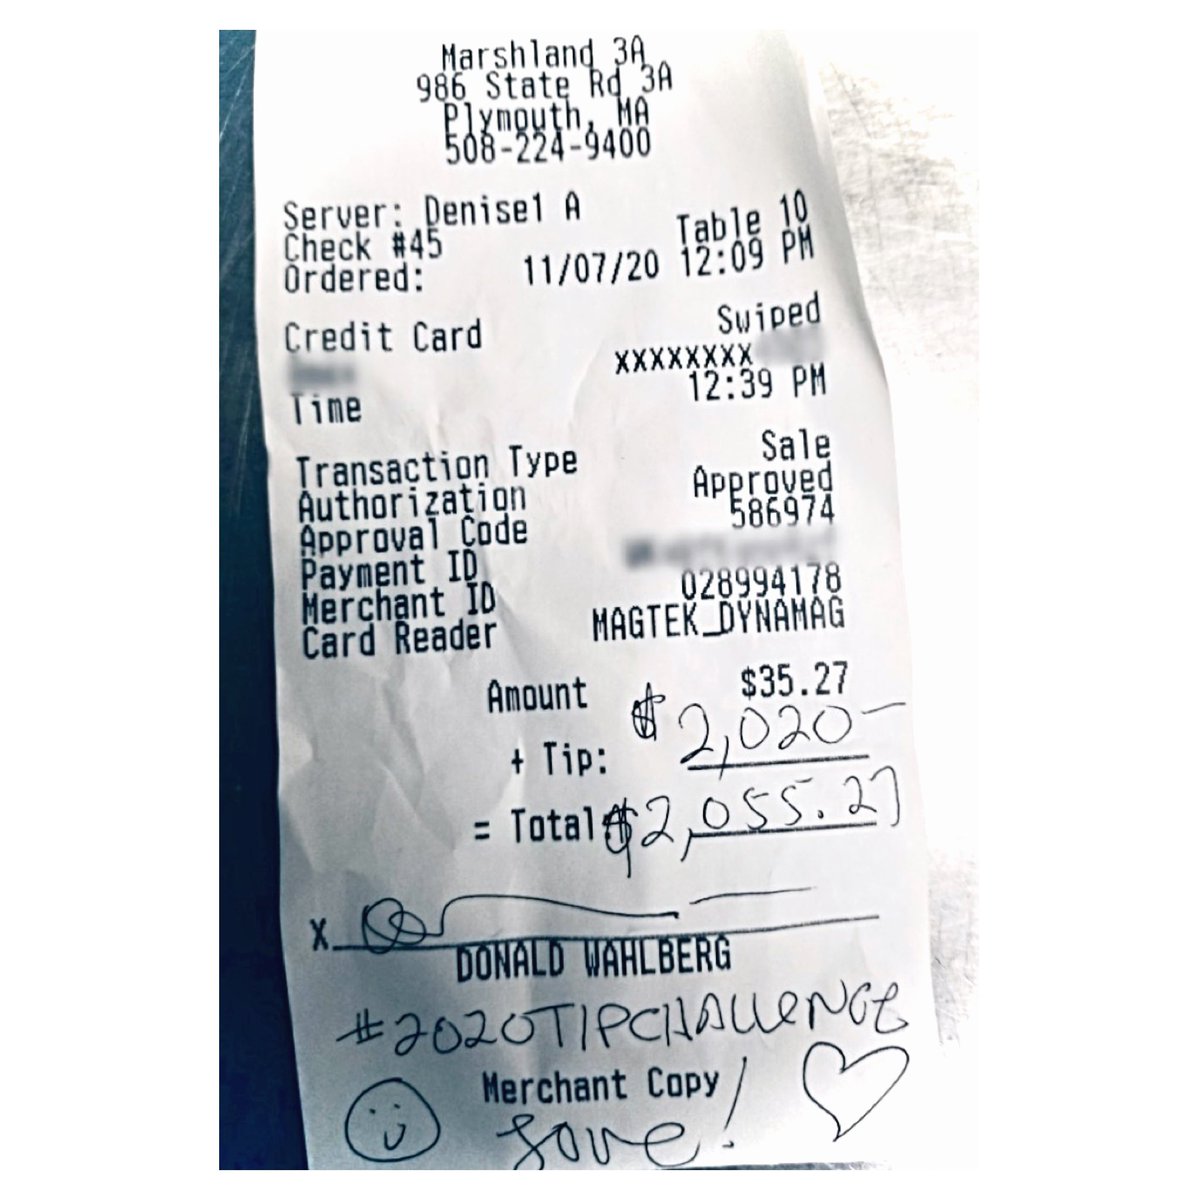 Marshland 3A
986 State Rd 3A
Plymouth, MA
508-224-9400
Server: Denise1 A
Check #45 Table 10
Ordered: 11/07/20 12:09 PM
Credit Card Swiped
xxxxxxxx
Time 12:39 PM
Transaction Type Sale
Authorization Approved
Approval Code 586974
Payment ID
Merchant ID 028994178
Card Reader MAGTEK_DYNAMAG
Amount $35.27
+ Tip: $2,020-
= Total $2,055.27
X
DONALD WAHLBERG
#2020TIPCHALLENGE
Merchant Copy
Love!